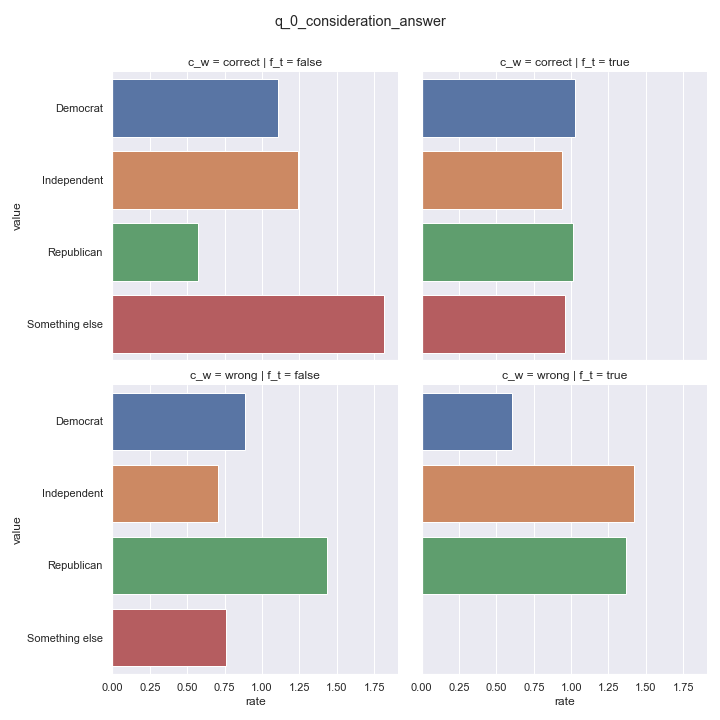 q_0_consideration_answer
c_w = correct | f_t = false
c_w = correct | f_t = true
value
Democrat
Independent
Republican
Something else
c_w = wrong | f_t = false
c_w = wrong | f_t = true
value
Democrat
Independent
Republican
Something else
0.00 0.25 0.50 0.75 1.00 1.25 1.50 1.75
rate
0.00 0.25 0.50 0.75 1.00 1.25 1.50 1.75
rate